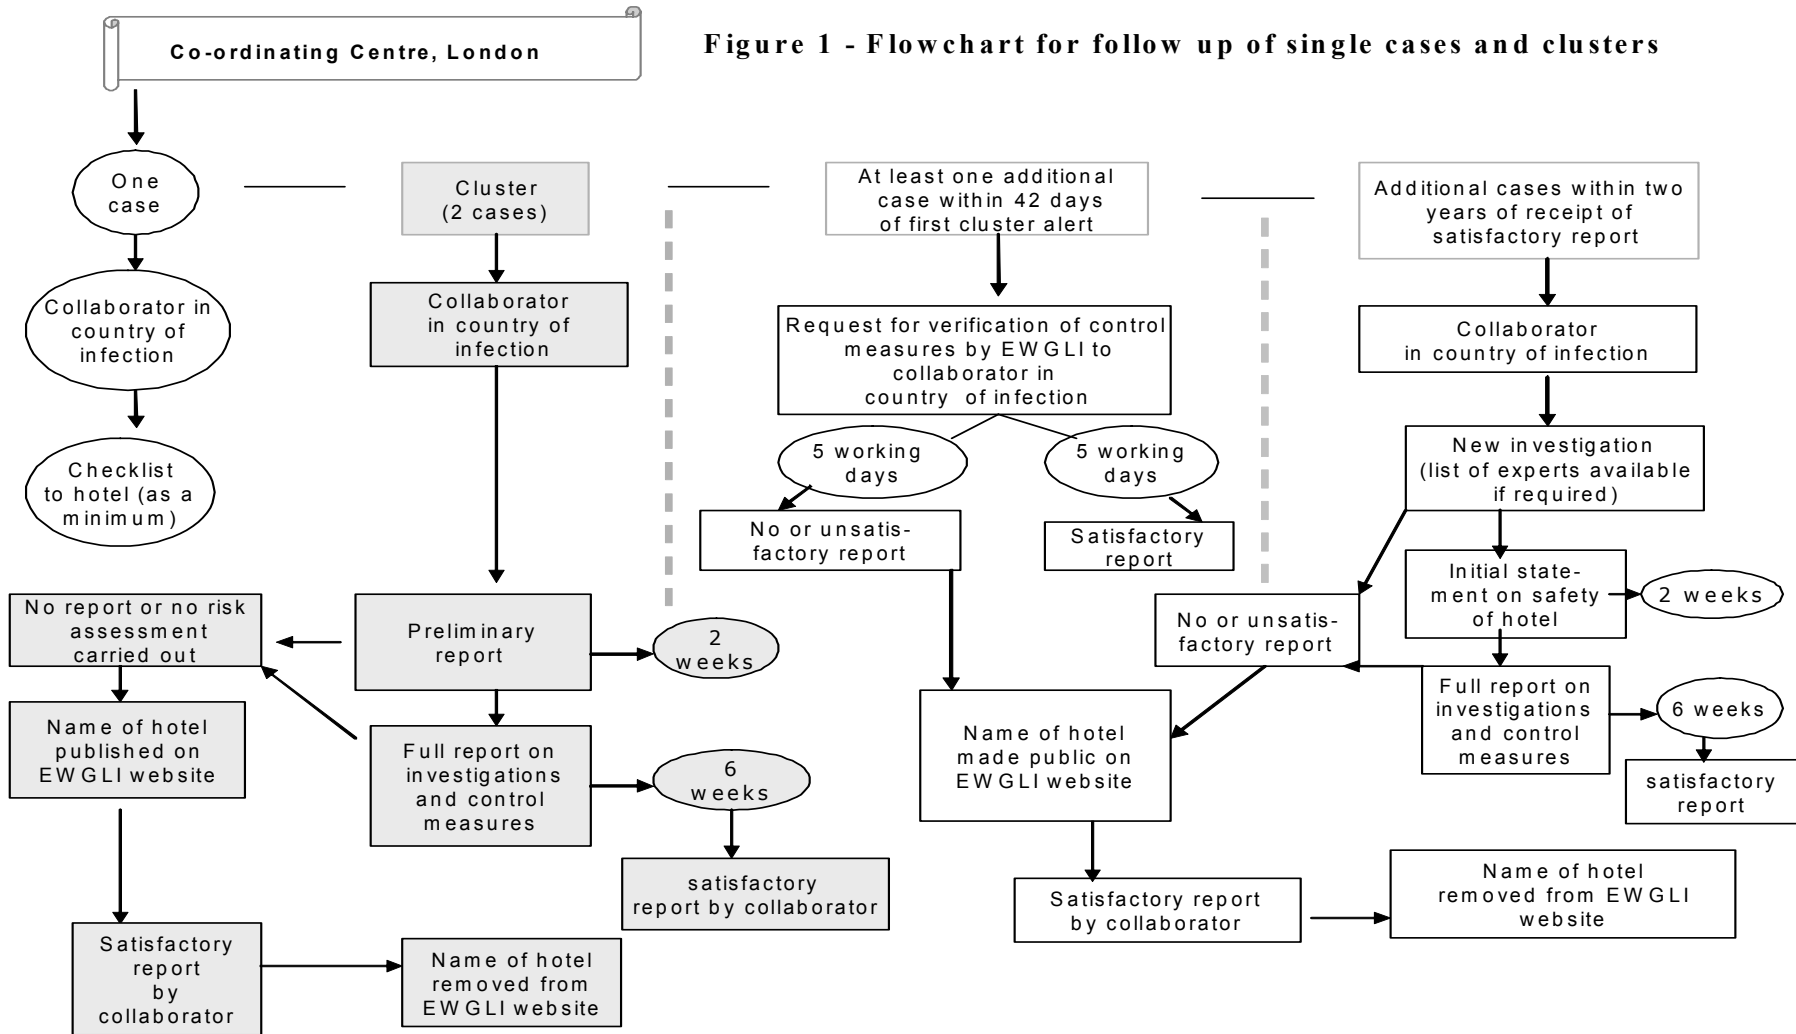 Co-ordinating Centre, London
Figure 1 - Flowchart for follow up of single cases and clusters
One
case
Collaborator in
country of
infection
Checklist
to hotel (as a
minimum)
Cluster
(2 cases)
Collaborator
in country of
infection
Preliminary
report
2
weeks
No report or no risk
assessment
carried out
Name of hotel
published on
EWGLI website
Full report on
investigations
and control
measures
6
weeks
satisfactory
report by collaborator
Satisfactory
report
by
collaborator
Name of hotel
removed from
EWGLI website
At least one additional
case within 42 days
of first cluster alert
Request for verification of control
measures by EWGLI to
collaborator in
country of infection
5 working
days
5 working
days
No or unsatis-
factory report
Satisfactory
report
Name of hotel
made public on
EWGLI website
Satisfactory report
by collaborator
Name of hotel
removed from EWGLI
website
Additional cases within two
years of receipt of
satisfactory report
Collaborator
in country of infection
New investigation
(list of experts available
if required)
Initial state-
ment on safety
of hotel
2 weeks
No or unsatis-
factory report
Full report on
investigations
and control
measures
6 weeks
satisfactory
report